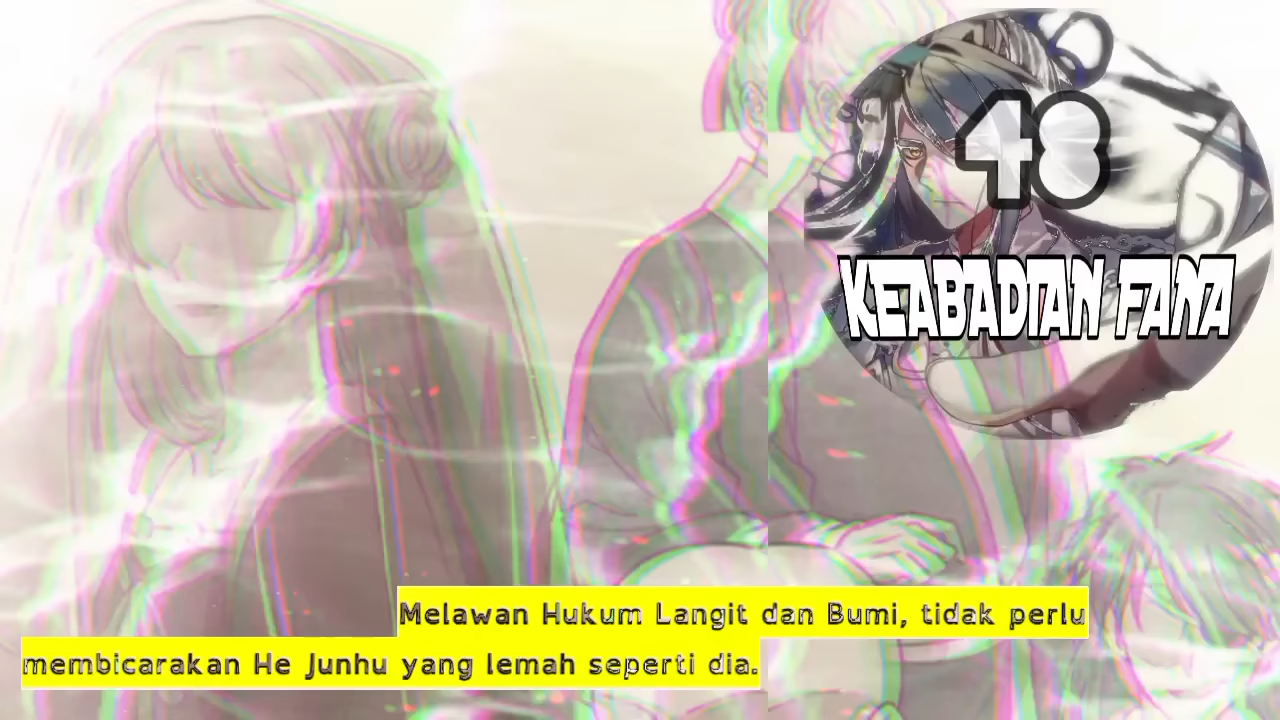 48
KEABADIAN FANA
Melawan Hukum Langit dan Bumi, tidak perlu
membicarakan He Junhu yang lemah seperti dia.